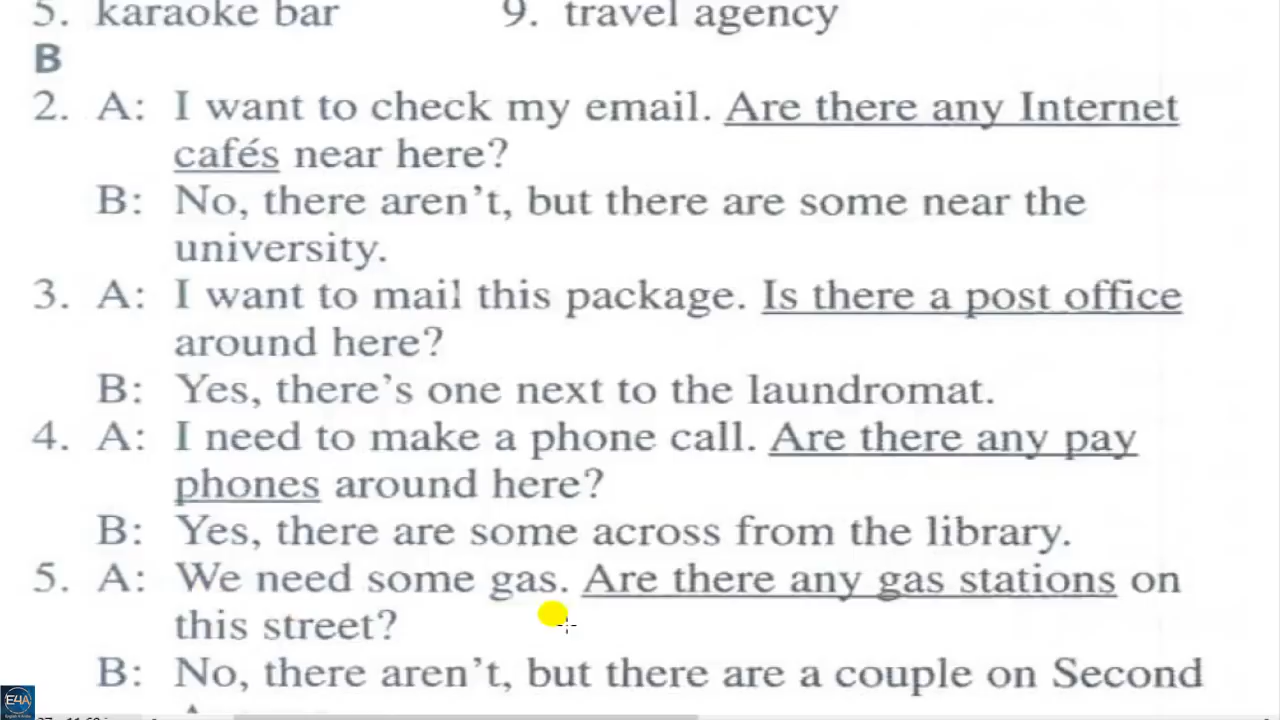 5. karaoke bar 9. travel agency
B
2. A: I want to check my email. Are there any Internet
cafés near here?
B: No, there aren't, but there are some near the
university.
3. A: I want to mail this package. Is there a post office
around here?
B: Yes, there's one next to the laundromat.
4. A: I need to make a phone call. Are there any pay
phones around here?
B: Yes, there are some across from the library.
5. A: We need some gas. Are there any gas stations on
this street?
B: No, there aren't, but there are a couple on Second
E4A